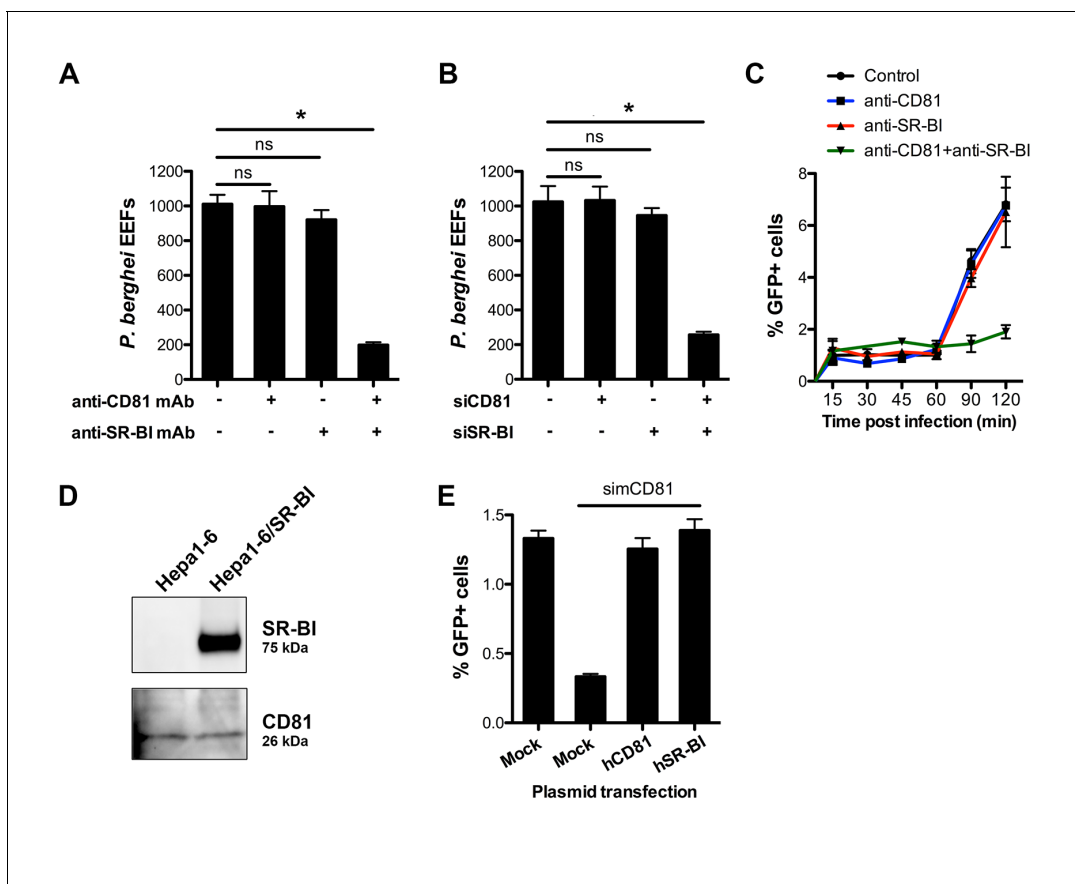 A
*
ns
ns
1200
1000
800
600
400
200
0
P. berghei EEFs
anti-CD81 mAb - + - +
anti-SR-BI mAb - - + +
B
*
ns
ns
1200
1000
800
600
400
200
0
P. berghei EEFs
siCD81 - + - +
siSR-BI - - + +
C
Control
anti-CD81
anti-SR-BI
anti-CD81+anti-SR-BI
8
6
4
2
0
% GFP+ cells
15 30 45 60 90 120
Time post infection (min)
D
Hepa1-6
Hepa1-6/SR-BI
SR-BI
75 kDa
CD81
26 kDa
E
simCD81
1.5
1.0
0.5
0.0
% GFP+ cells
Mock Mock hCD81 hSR-BI
Plasmid transfection